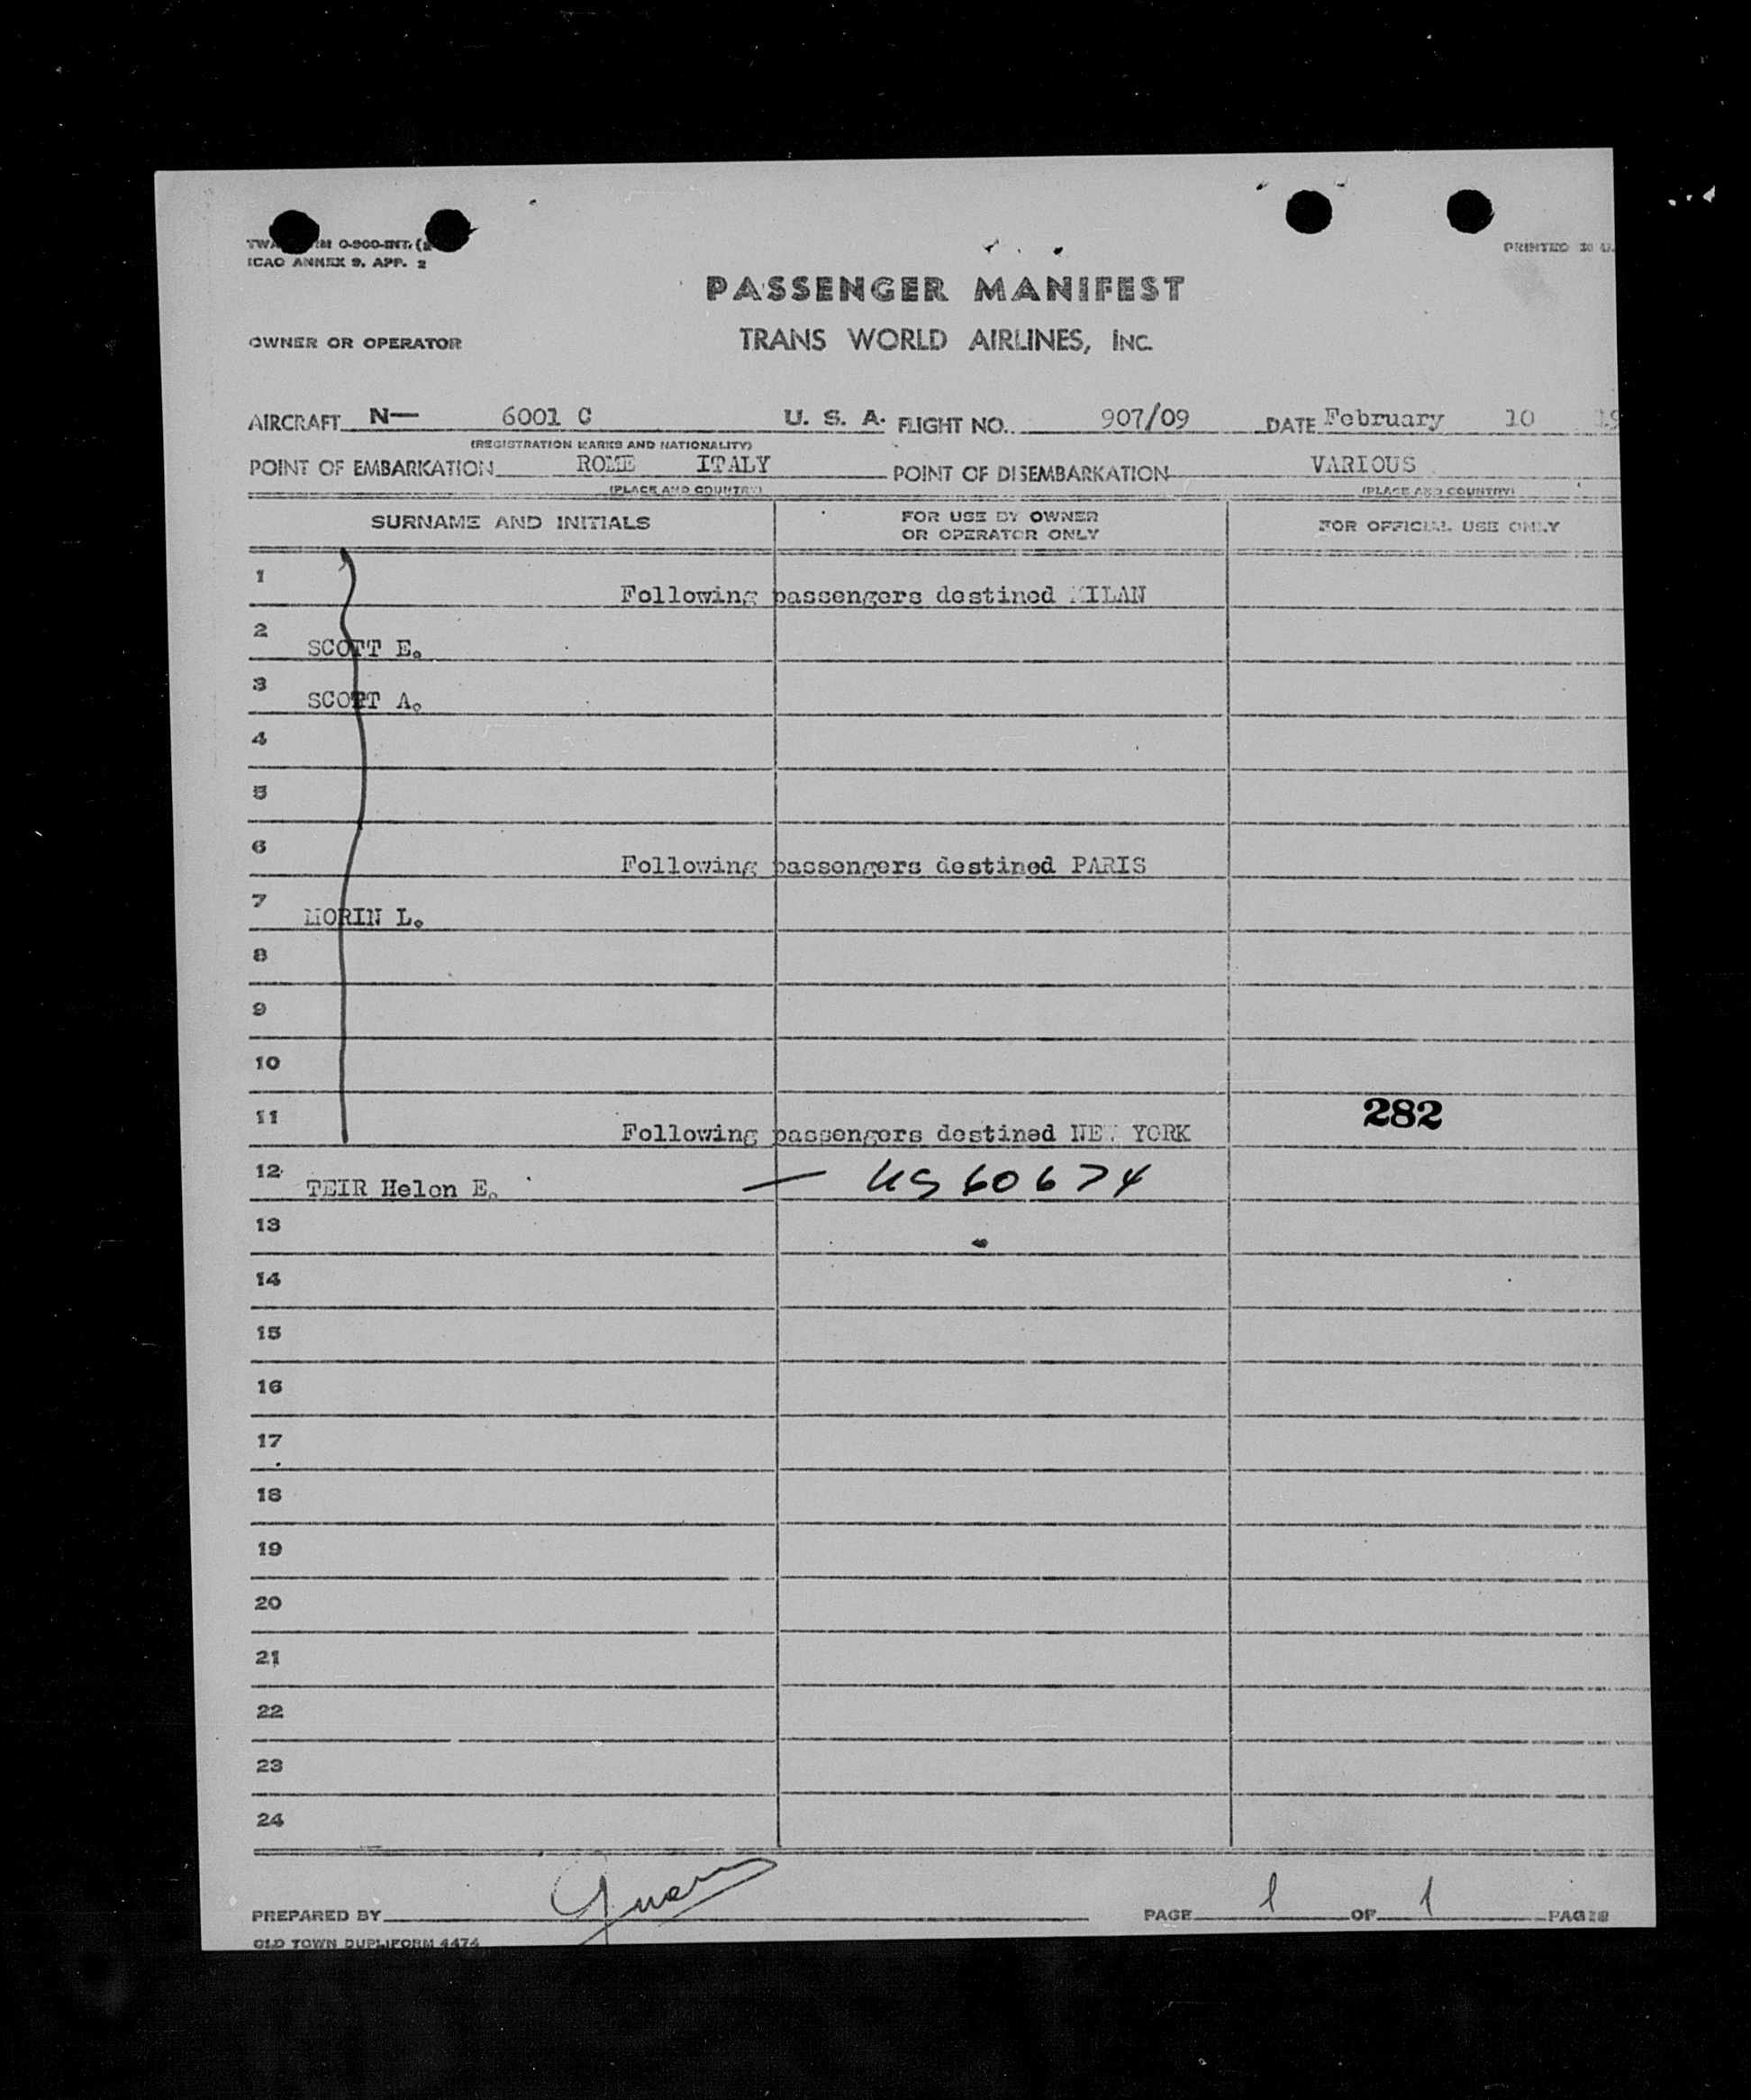 ICAO ANNEX 9. APP. 2
PRINTED
PASSENGER MANIFEST
OWNER OR OPERATOR
TRANS WORLD AIRLINES, INC.
AIRCRAFT N— 6001 C U. S. A. FLIGHT NO. 907/09 DATE February 10 19
(REGISTRATION MARKS AND NATIONALITY)
POINT OF EMBARKATION ROME ITALY POINT OF DISEMBARKATION VARIOUS
(PLACE AND COUNTRY) (PLACE AND COUNTRY)
SURNAME AND INITIALS
FOR USE BY OWNER
OR OPERATOR ONLY
FOR OFFICIAL USE ONLY
1 Following passengers destined MILAN
2 SCOTT E.
3 SCOTT A.
4
5
6 Following passengers destined PARIS
7 MORIN L.
8
9
10
11 Following passengers destined NEW YORK 282
12 TEIR Helen E. — US 60674
13
14
15
16
17
18
19
20
21
22
23
24
PREPARED BY PAGE 1 OF 1 PAGES
OLD TOWN DUPLIFORM 4474